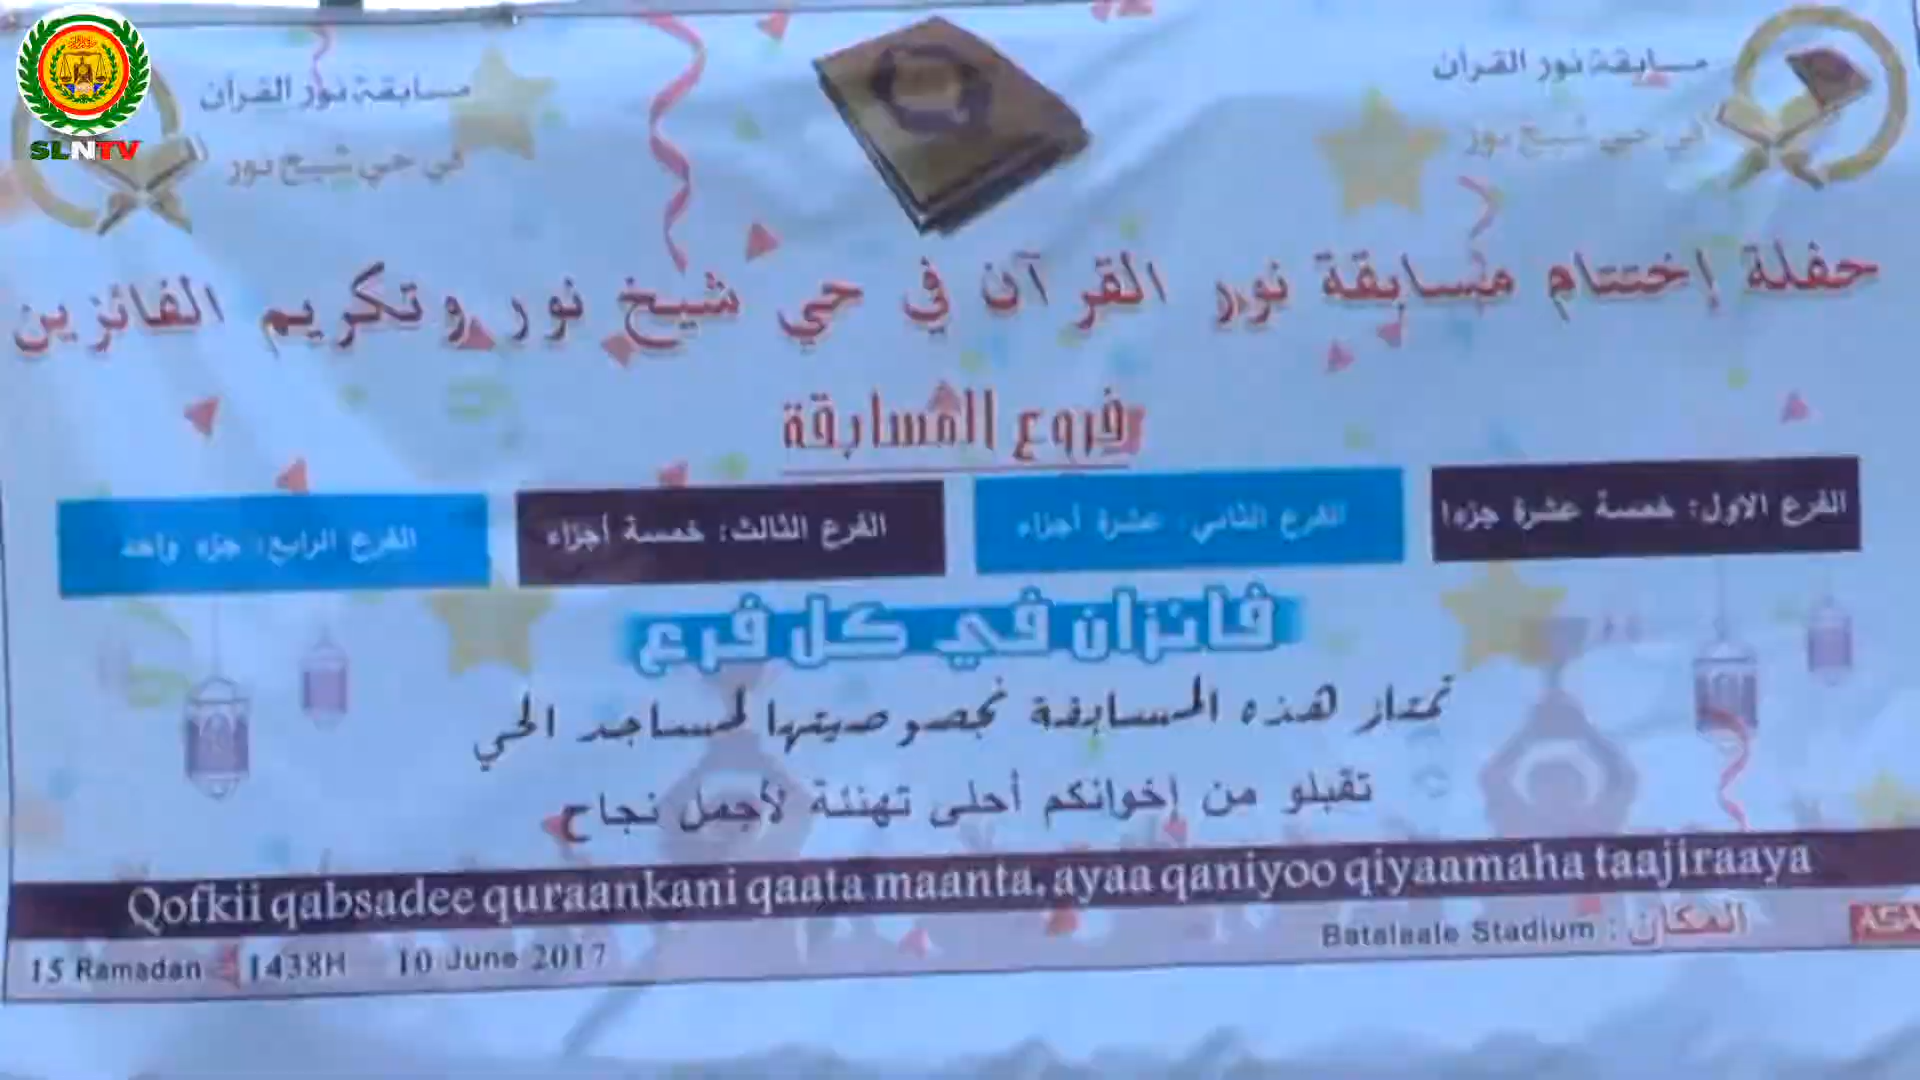 SLNTV
مسابقة نور القرآن
في حي شيخ نور
مسابقة نور القرآن
في حي شيخ نور
حفلة إختتام مسابقة نور القرآن في حي شيخ نور وتكريم الفائزين
فروع المسابقة
الفرع الاول: خمسة عشرة جزءا
الفرع الثاني: عشرة أجزاء
الفرع الثالث: خمسة أجزاء
الفرع الرابع: جزء واحد
فائزان في كل فرع
تمتاز هذه المسابقة بخصوصيتها لمساجد الحي
تقبلو من إخوانكم أحلى تهنئة لأجمل نجاح
Qofkii qabsadee quraankani qaata maanta, ayaa qaniyoo qiyaamaha taajiraaya
15 Ramadan 1438H 10 June 2017
المكان : Batalaale Stadium